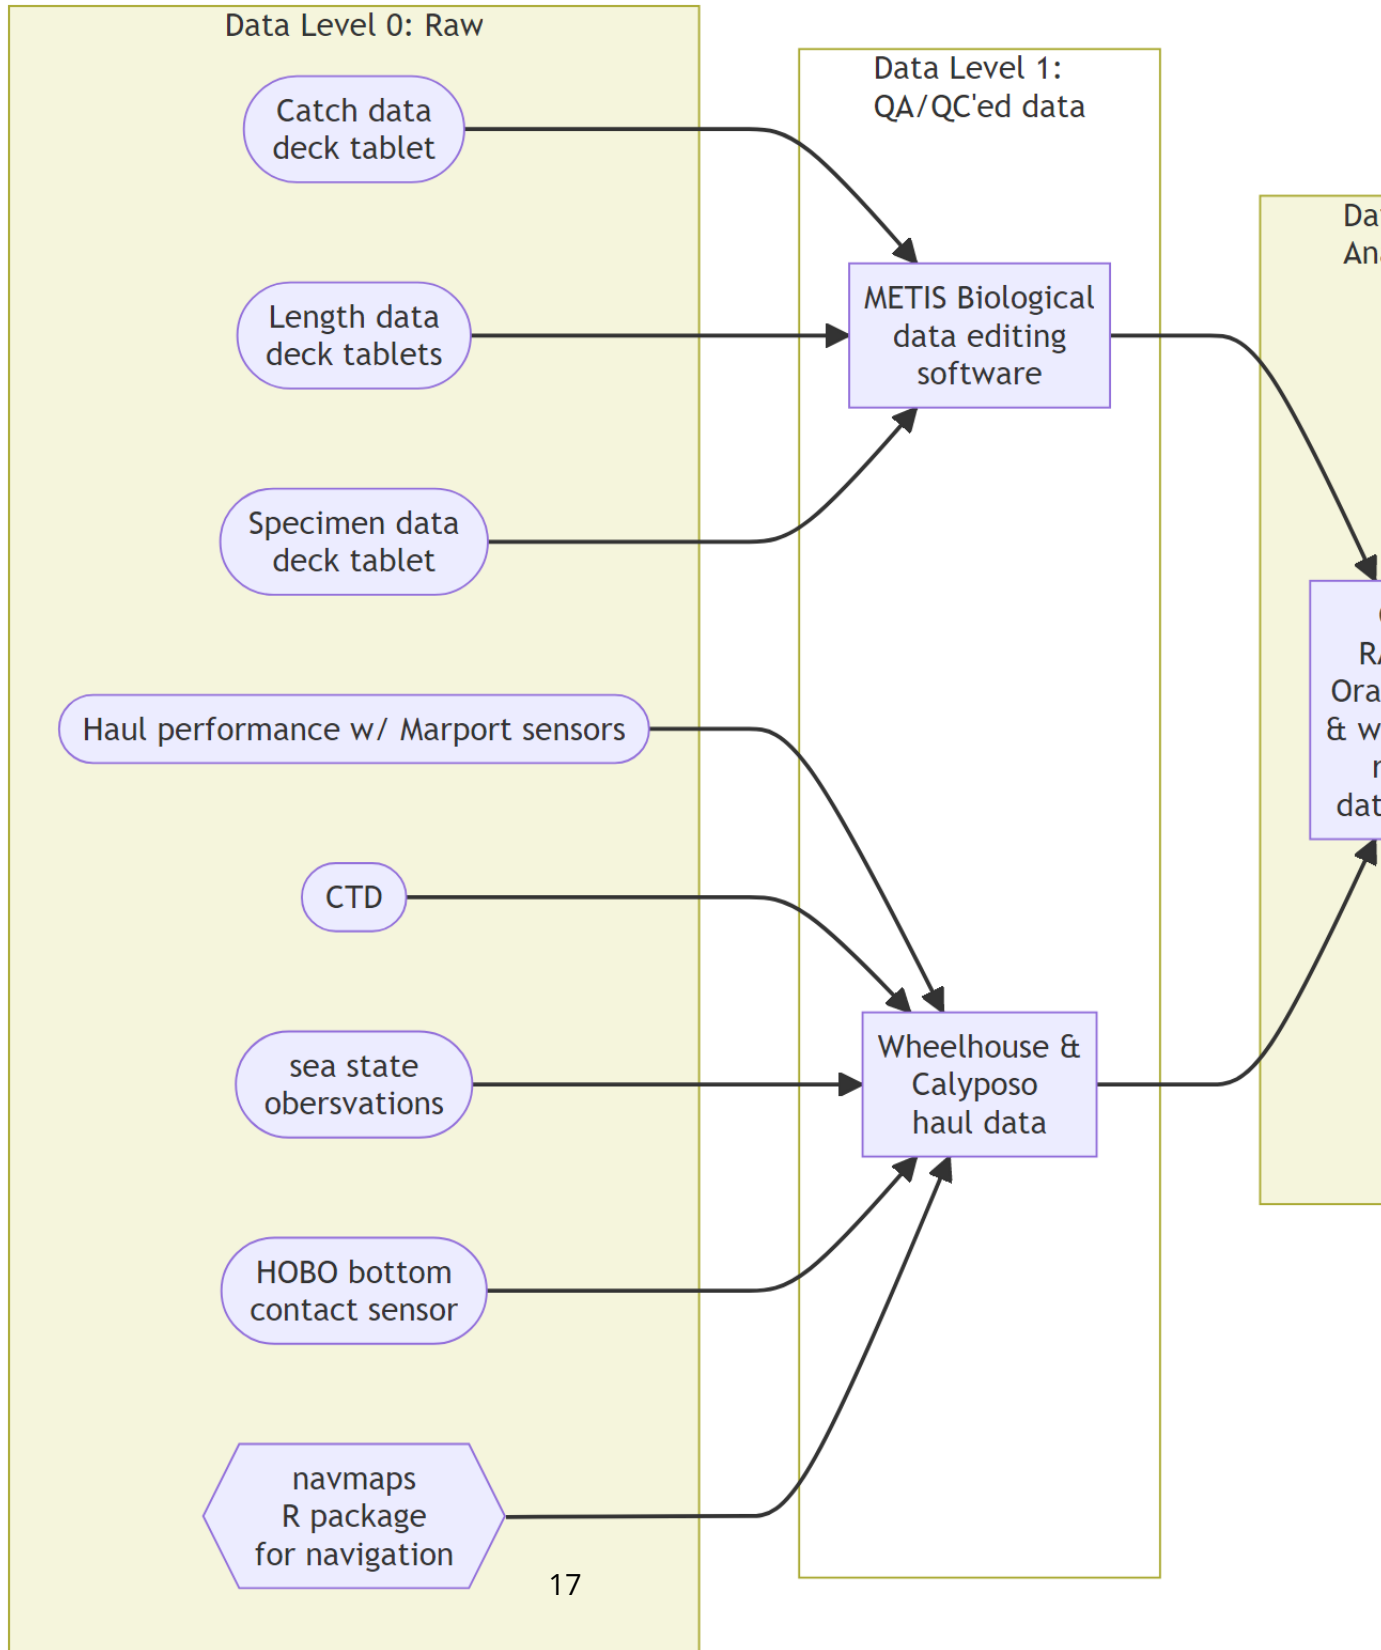 Data Level 0: Raw
Catch data
deck tablet
Length data
deck tablets
Specimen data
deck tablet
Haul performance w/ Marport sensors
CTD
sea state
obersvations
HOBO bottom
contact sensor
navmaps
R package
for navigation
17
Data Level 1:
QA/QC'ed data
METIS Biological
data editing
software
Wheelhouse &
Calyposo
haul data
&